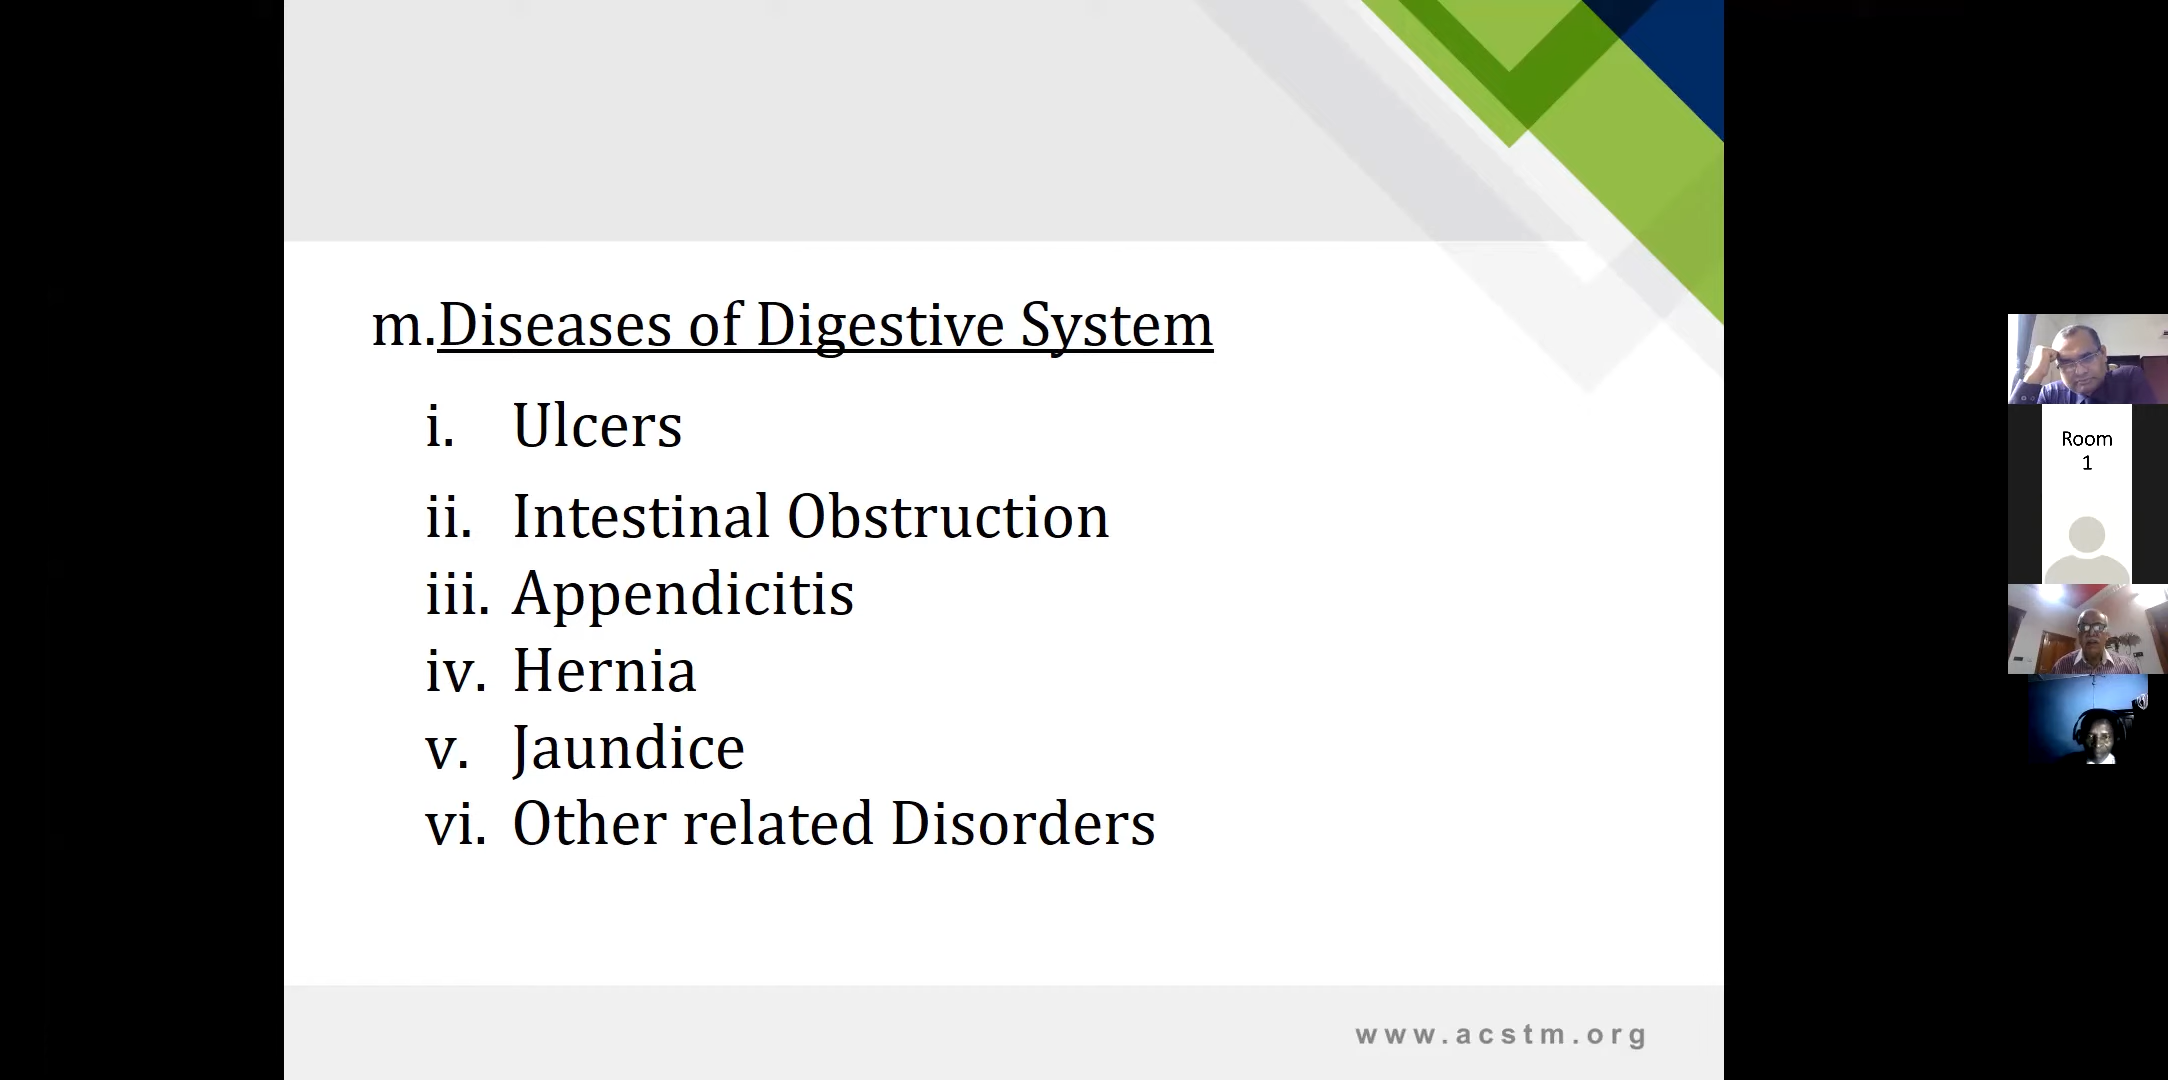 m.Diseases of Digestive System
i. Ulcers
ii. Intestinal Obstruction
iii. Appendicitis
iv. Hernia
v. Jaundice
vi. Other related Disorders
www.acstm.org
Room
1